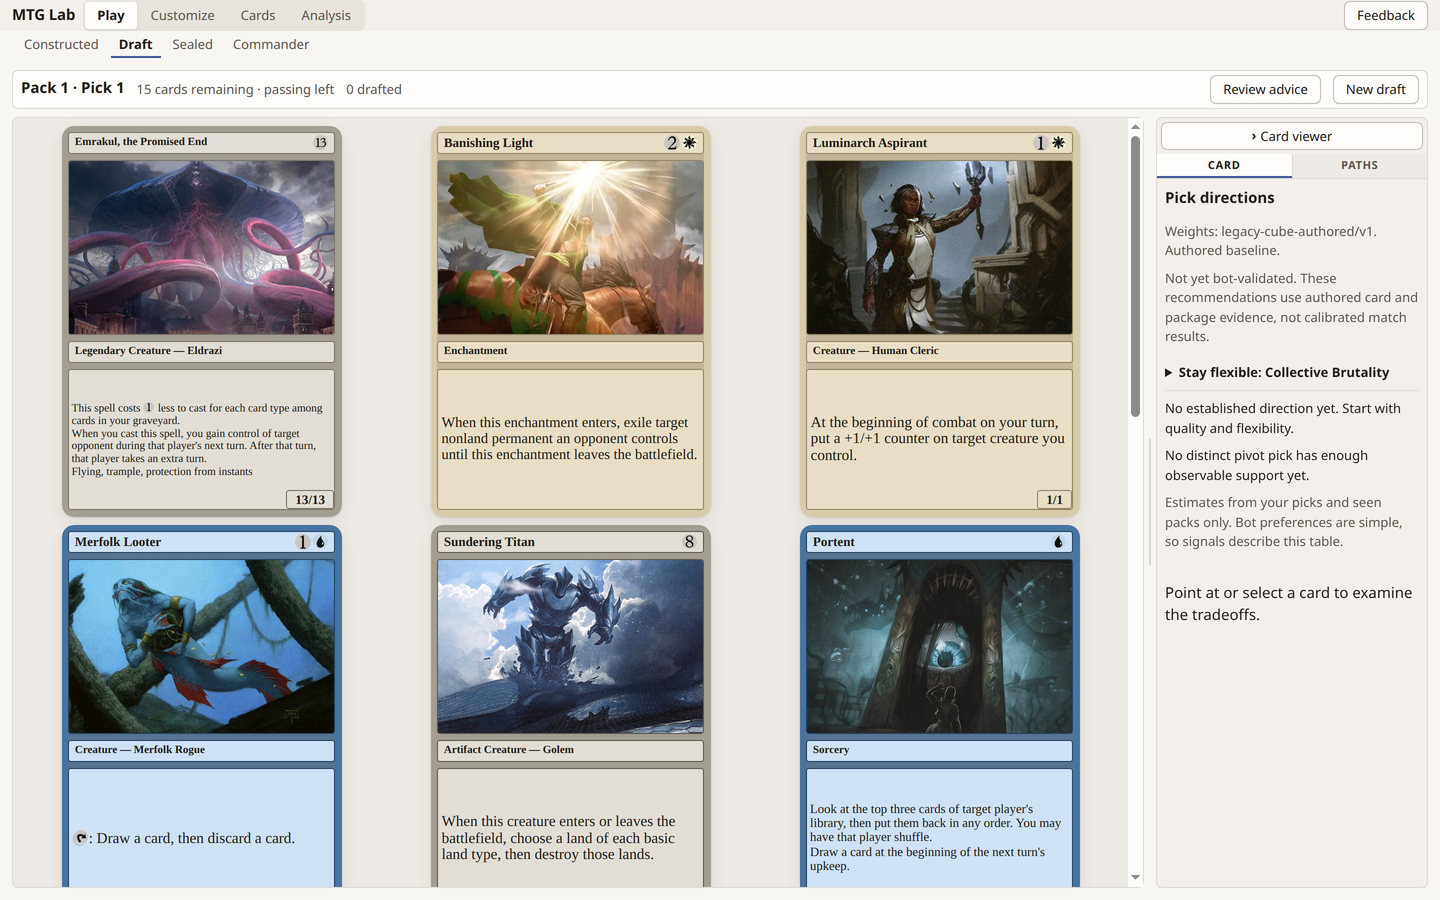 MTG Lab
Play
Customize
Cards
Analysis
Feedback
Constructed
Draft
Sealed
Commander
Pack 1 · Pick 1
15 cards remaining · passing left
0 drafted
Review advice
New draft
Emrakul, the Promised End
13
Legendary Creature — Eldrazi
This spell costs 1 less to cast for each card type among
cards in your graveyard.
When you cast this spell, you gain control of target
opponent during that player's next turn. After that turn,
that player takes an extra turn.
Flying, trample, protection from instants
13/13
Banishing Light
2
Enchantment
When this enchantment enters, exile target
nonland permanent an opponent controls
until this enchantment leaves the battlefield.
Luminarch Aspirant
1
Creature — Human Cleric
At the beginning of combat on your turn,
put a +1/+1 counter on target creature you
control.
1/1
Merfolk Looter
1
Creature — Merfolk Rogue
: Draw a card, then discard a card.
Sundering Titan
8
Artifact Creature — Golem
When this creature enters or leaves the
battlefield, choose a land of each basic
land type, then destroy those lands.
Portent
Sorcery
Look at the top three cards of target player's
library, then put them back in any order. You may
have that player shuffle.
Draw a card at the beginning of the next turn's
upkeep.
› Card viewer
CARD
PATHS
Pick directions
Weights: legacy-cube-authored/v1.
Authored baseline.
Not yet bot-validated. These
recommendations use authored card and
package evidence, not calibrated match
results.
▶ Stay flexible: Collective Brutality
No established direction yet. Start with
quality and flexibility.
No distinct pivot pick has enough
observable support yet.
Estimates from your picks and seen
packs only. Bot preferences are simple,
so signals describe this table.
Point at or select a card to examine
the tradeoffs.